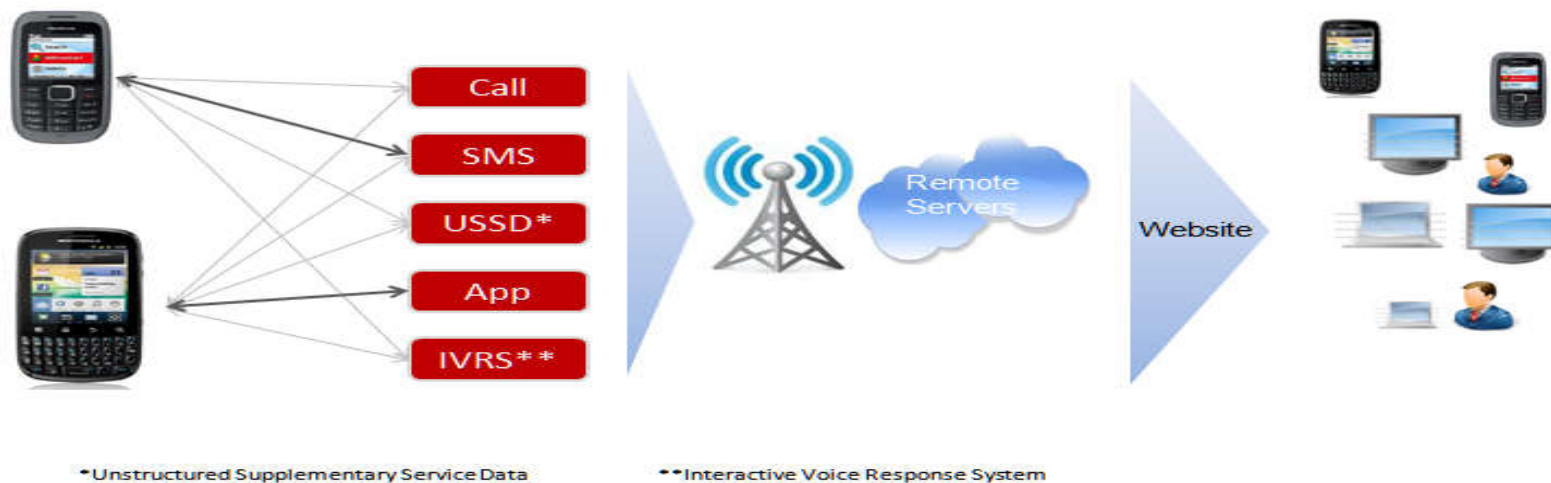 Call
SMS
USSD*
App
IVRS**
Remote
Servers
Website
*Unstructured Supplementary Service Data
**Interactive Voice Response System